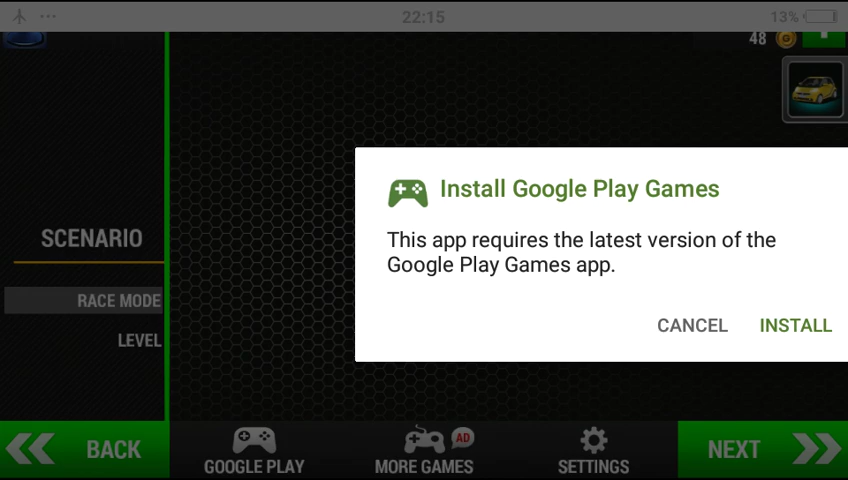 22:15
13%
48
Install Google Play Games
This app requires the latest version of the
Google Play Games app.
CANCEL
INSTALL
SCENARIO
RACE MODE
LEVEL
BACK
GOOGLE PLAY
MORE GAMES
AD
SETTINGS
NEXT